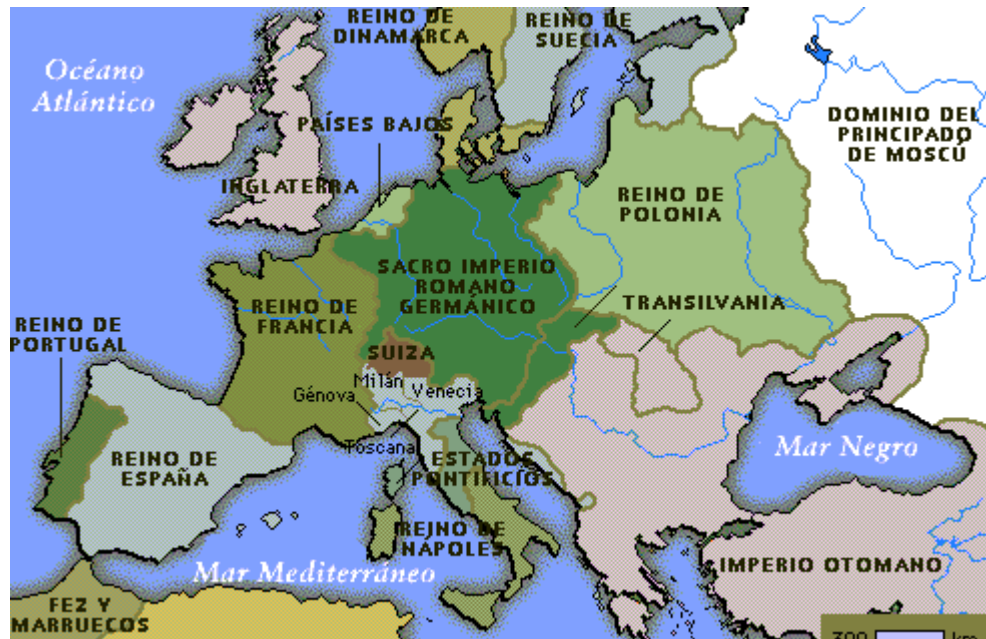 REINO DE
DINAMARCA
REINO DE
SUECIA
Océano
Atlántico
PAÍSES BAJOS
DOMINIO DEL
PRINCIPADO
DE MOSCÚ
INGLATERRA
REINO DE
POLONIA
SACRO IMPERIO
ROMANO
GERMÁNICO
REINO DE
FRANCIA
TRANSILVANIA
REINO DE
PORTUGAL
SUIZA
Milán
Venecia
Génova
Toscana
REINO DE
ESPAÑA
ESTADOS
PONTIFICIOS
Mar Negro
REINO DE
NÁPOLES
Mar Mediterráneo
IMPERIO OTOMANO
FEZ Y
MARRUECOS
300 km